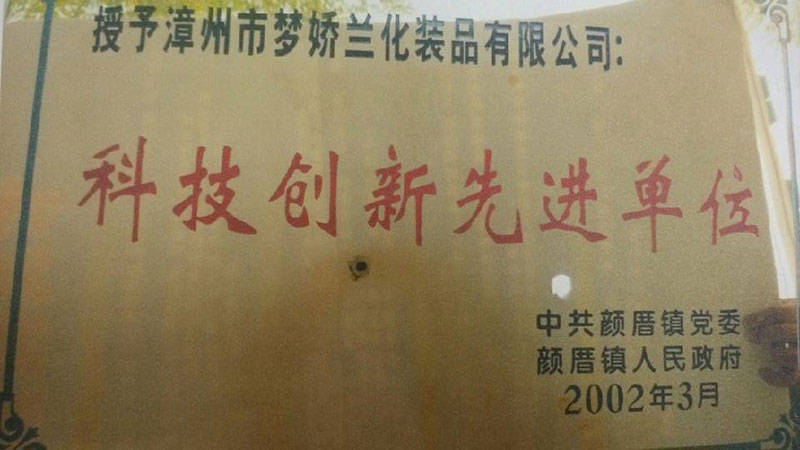 授予漳州市梦娇兰化装品有限公司:
科技创新先进单位
中共颜厝镇党委
颜厝镇人民政府
2002年3月